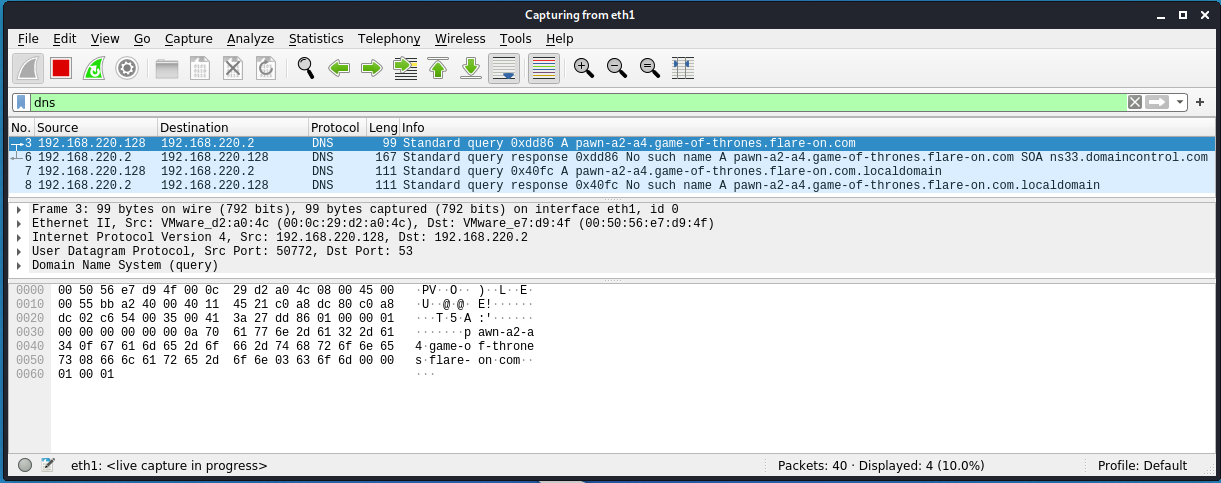 Capturing from eth1
File Edit View Go Capture Analyze Statistics Telephony Wireless Tools Help
dns
No. Source Destination Protocol Leng Info
3 192.168.220.128 192.168.220.2 DNS 99 Standard query 0xdd86 A pawn-a2-a4.game-of-thrones.flare-on.com
6 192.168.220.2 192.168.220.128 DNS 167 Standard query response 0xdd86 No such name A pawn-a2-a4.game-of-thrones.flare-on.com SOA ns33.domaincontrol.com
7 192.168.220.128 192.168.220.2 DNS 111 Standard query 0x40fc A pawn-a2-a4.game-of-thrones.flare-on.com.localdomain
8 192.168.220.2 192.168.220.128 DNS 111 Standard query response 0x40fc No such name A pawn-a2-a4.game-of-thrones.flare-on.com.localdomain
Frame 3: 99 bytes on wire (792 bits), 99 bytes captured (792 bits) on interface eth1, id 0
Ethernet II, Src: VMware_d2:a0:4c (00:0c:29:d2:a0:4c), Dst: VMware_e7:d9:4f (00:50:56:e7:d9:4f)
Internet Protocol Version 4, Src: 192.168.220.128, Dst: 192.168.220.2
User Datagram Protocol, Src Port: 50772, Dst Port: 53
Domain Name System (query)
0000 00 50 56 e7 d9 4f 00 0c 29 d2 a0 4c 08 00 45 00 ·PV··O·· )··L··E·
0010 00 55 bb a2 40 00 40 11 45 21 c0 a8 dc 80 c0 a8 ·U··@·@· E!······
0020 dc 02 c6 54 00 35 00 41 3a 27 dd 86 01 00 00 01 ···T·5·A :'······
0030 00 00 00 00 00 00 0a 70 61 77 6e 2d 61 32 2d 61 ·······p awn-a2-a
0040 34 0f 67 61 6d 65 2d 6f 66 2d 74 68 72 6f 6e 65 4·game-o f-throne
0050 73 08 66 6c 61 72 65 2d 6f 6e 03 63 6f 6d 00 00 s·flare- on·com··
0060 01 00 01 ···
eth1: <live capture in progress> Packets: 40 · Displayed: 4 (10.0%) Profile: Default